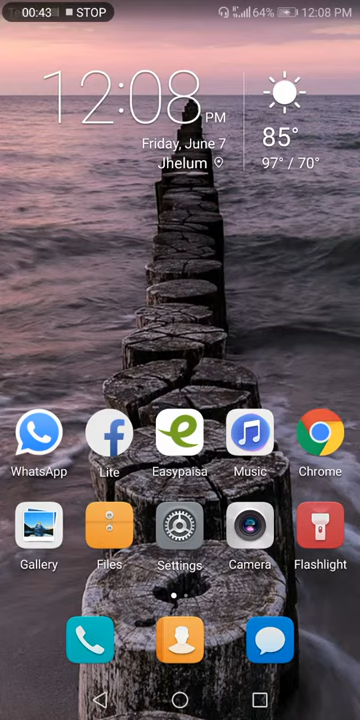 00:43 STOP 64% 12:08 PM
12:08 PM
Friday, June 7
Jhelum
85°
97° / 70°
WhatsApp Lite Easypaisa Music Chrome
Gallery Files Settings Camera Flashlight